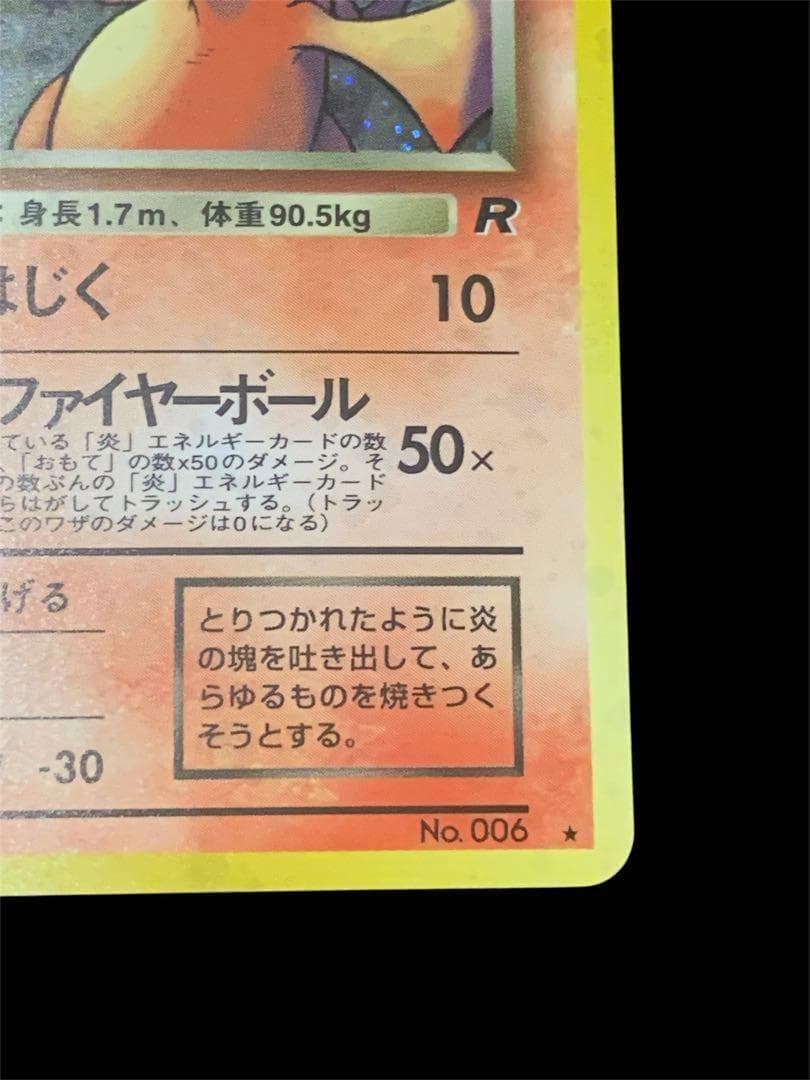 : 身長1.7m、体重90.5kg
R
はじく 10
ファイヤーボール
ている「炎」エネルギーカードの数
、「おもて」の数x50のダメージ。そ
の数ぶんの「炎」エネルギーカード
らはがしてトラッシュする。（トラッ
このワザのダメージは0になる）
50×
げる
とりつかれたように炎
の塊を吐き出して、あ
らゆるものを焼きつく
そうとする。
-30
No. 006 ★